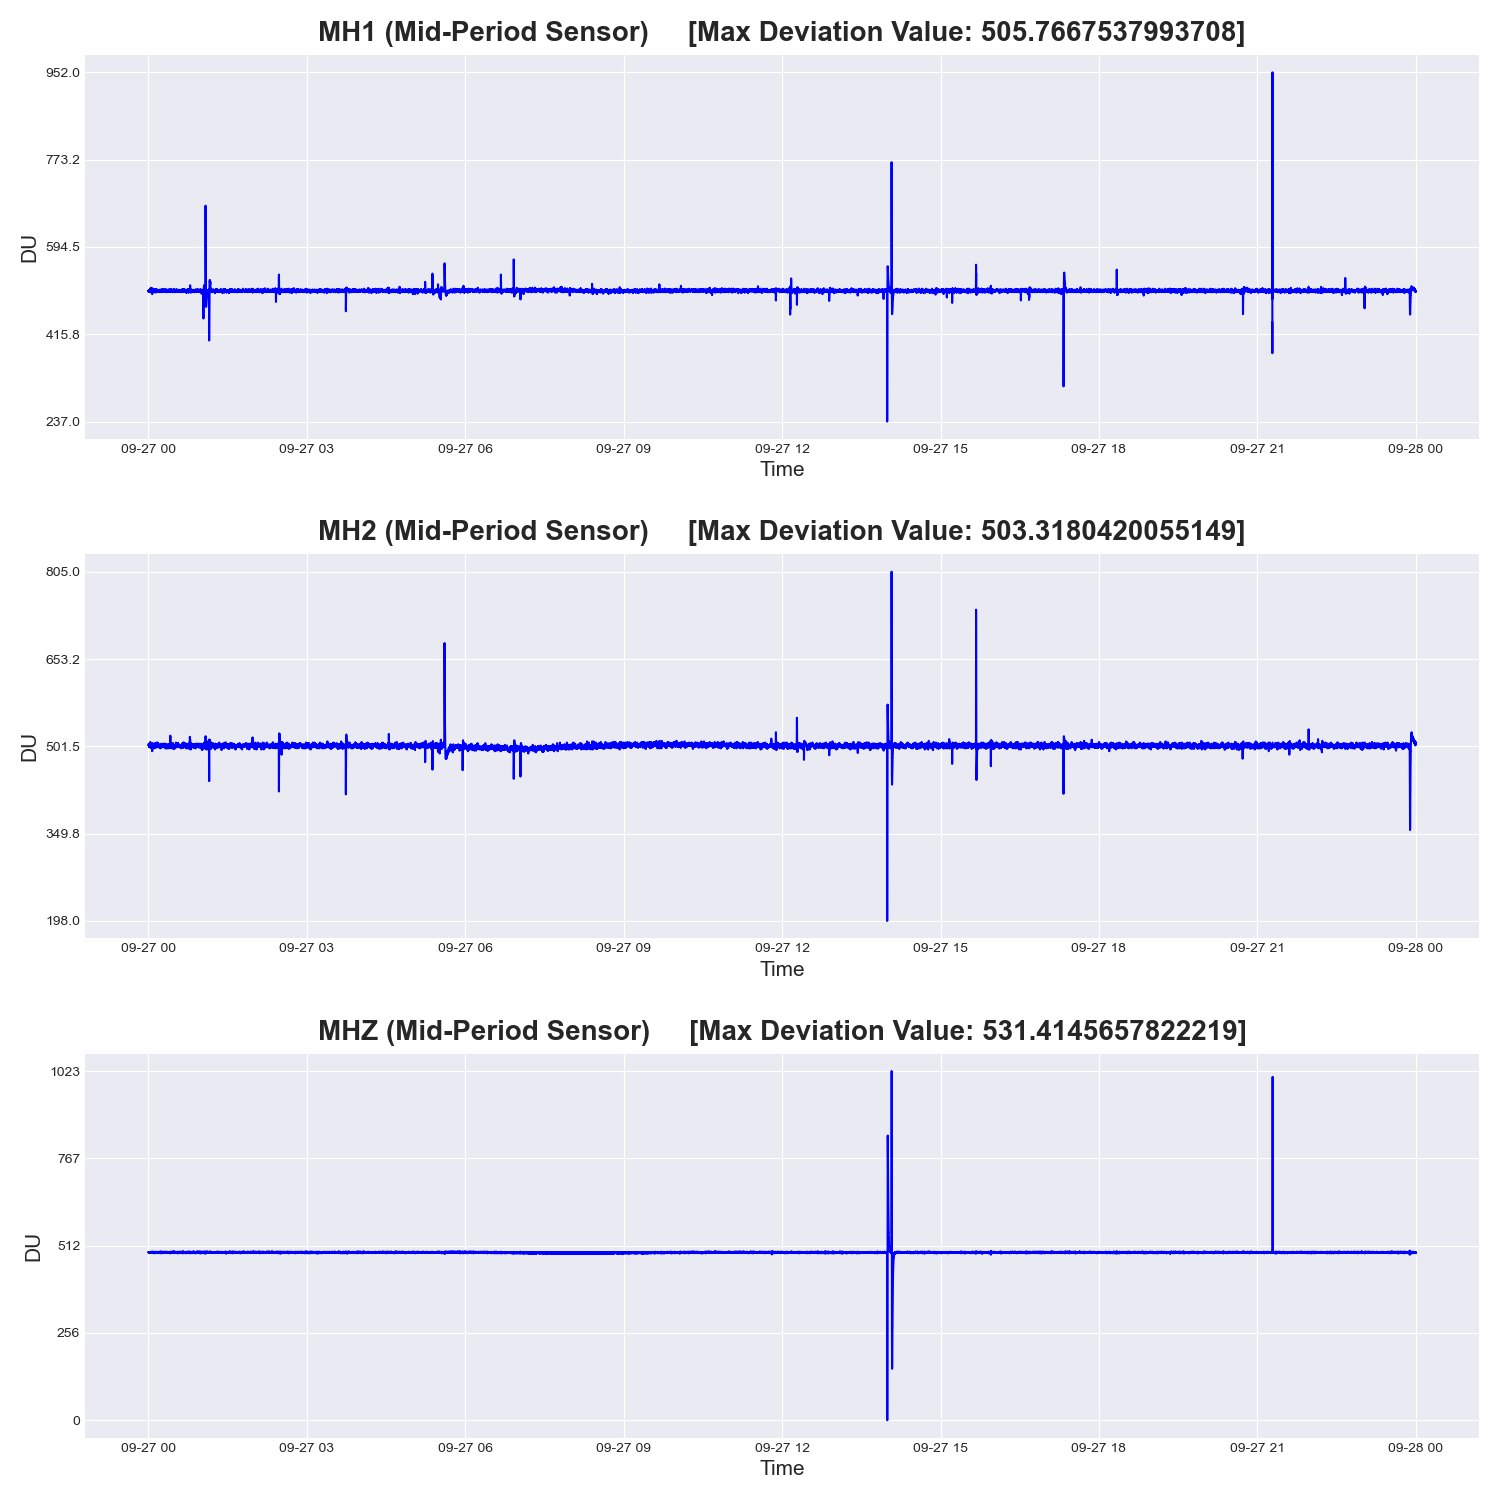 MH1 (Mid-Period Sensor) [Max Deviation Value: 505.7667537993708]
952.0
773.2
594.5
415.8
237.0
DU
09-27 00 09-27 03 09-27 06 09-27 09 09-27 12 09-27 15 09-27 18 09-27 21 09-28 00
Time
MH2 (Mid-Period Sensor) [Max Deviation Value: 503.3180420055149]
805.0
653.2
501.5
349.8
198.0
DU
09-27 00 09-27 03 09-27 06 09-27 09 09-27 12 09-27 15 09-27 18 09-27 21 09-28 00
Time
MHZ (Mid-Period Sensor) [Max Deviation Value: 531.4145657822219]
1023
767
512
256
0
DU
09-27 00 09-27 03 09-27 06 09-27 09 09-27 12 09-27 15 09-27 18 09-27 21 09-28 00
Time